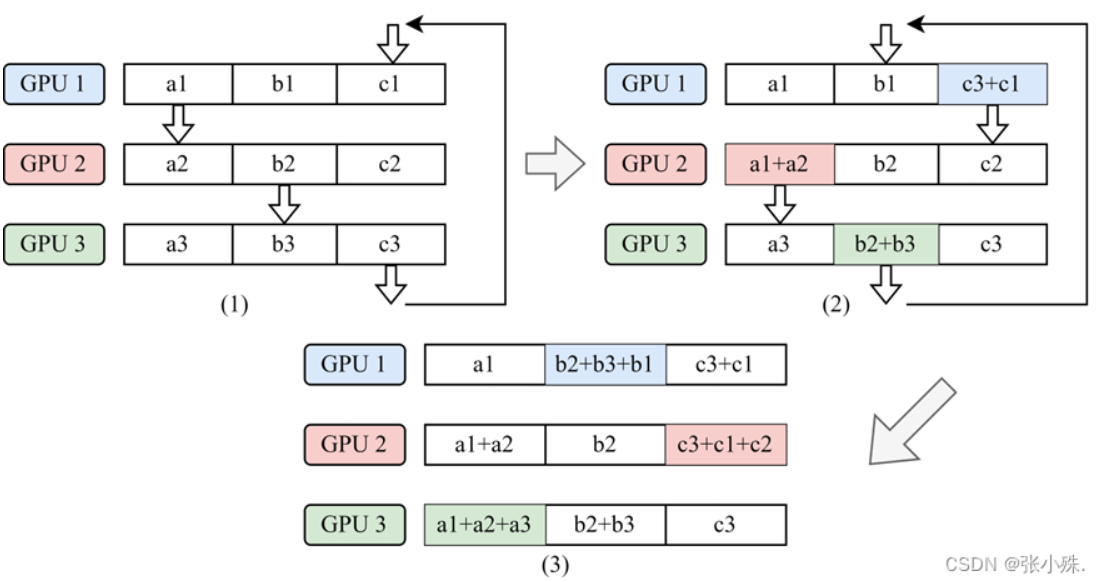 GPU 1 a1 b1 c1
GPU 2 a2 b2 c2
GPU 3 a3 b3 c3
(1)
GPU 1 a1 b1 c3+c1
GPU 2 a1+a2 b2 c2
GPU 3 a3 b2+b3 c3
(2)
GPU 1 a1 b2+b3+b1 c3+c1
GPU 2 a1+a2 b2 c3+c1+c2
GPU 3 a1+a2+a3 b2+b3 c3
(3)
CSDN @张小殊.